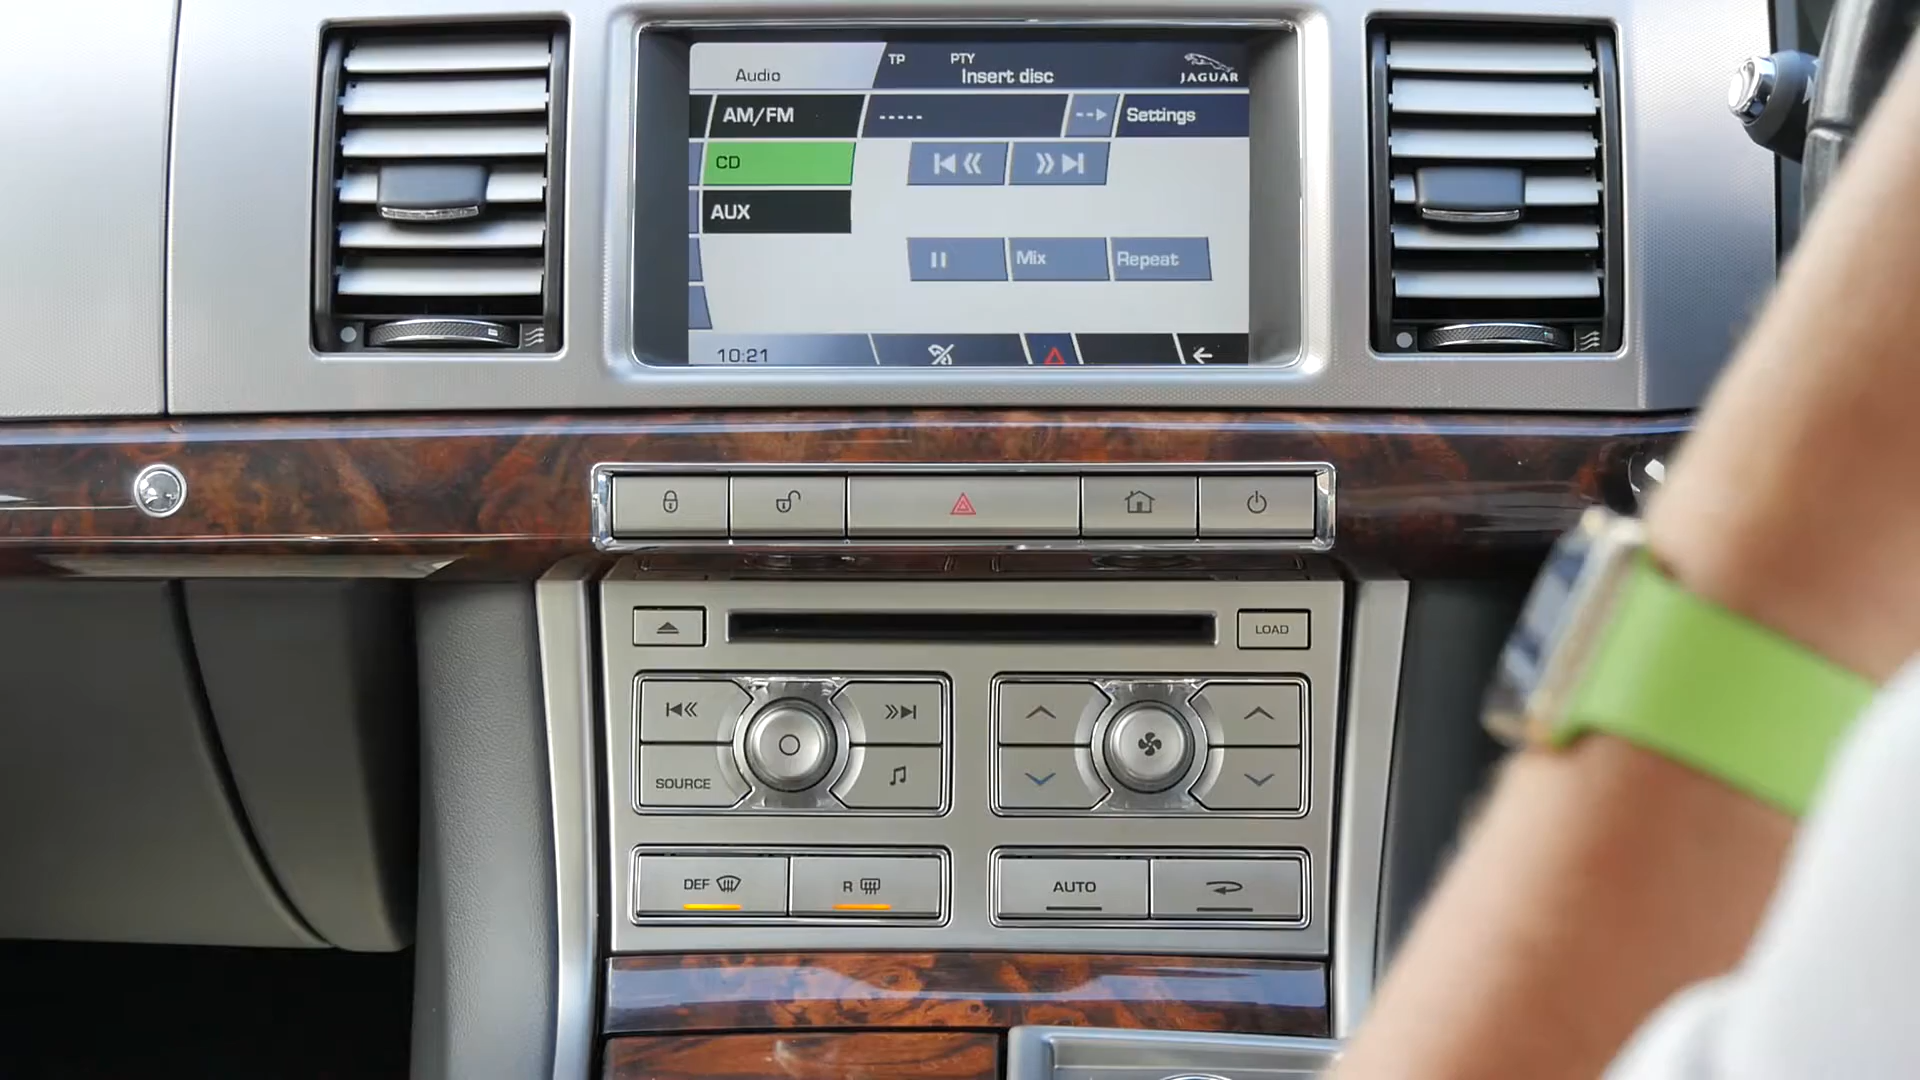 Audio
TP
PTY
Insert disc
JAGUAR
AM/FM
-----
Settings
CD
AUX
Mix
Repeat
10:21
LOAD
SOURCE
DEF
R
AUTO